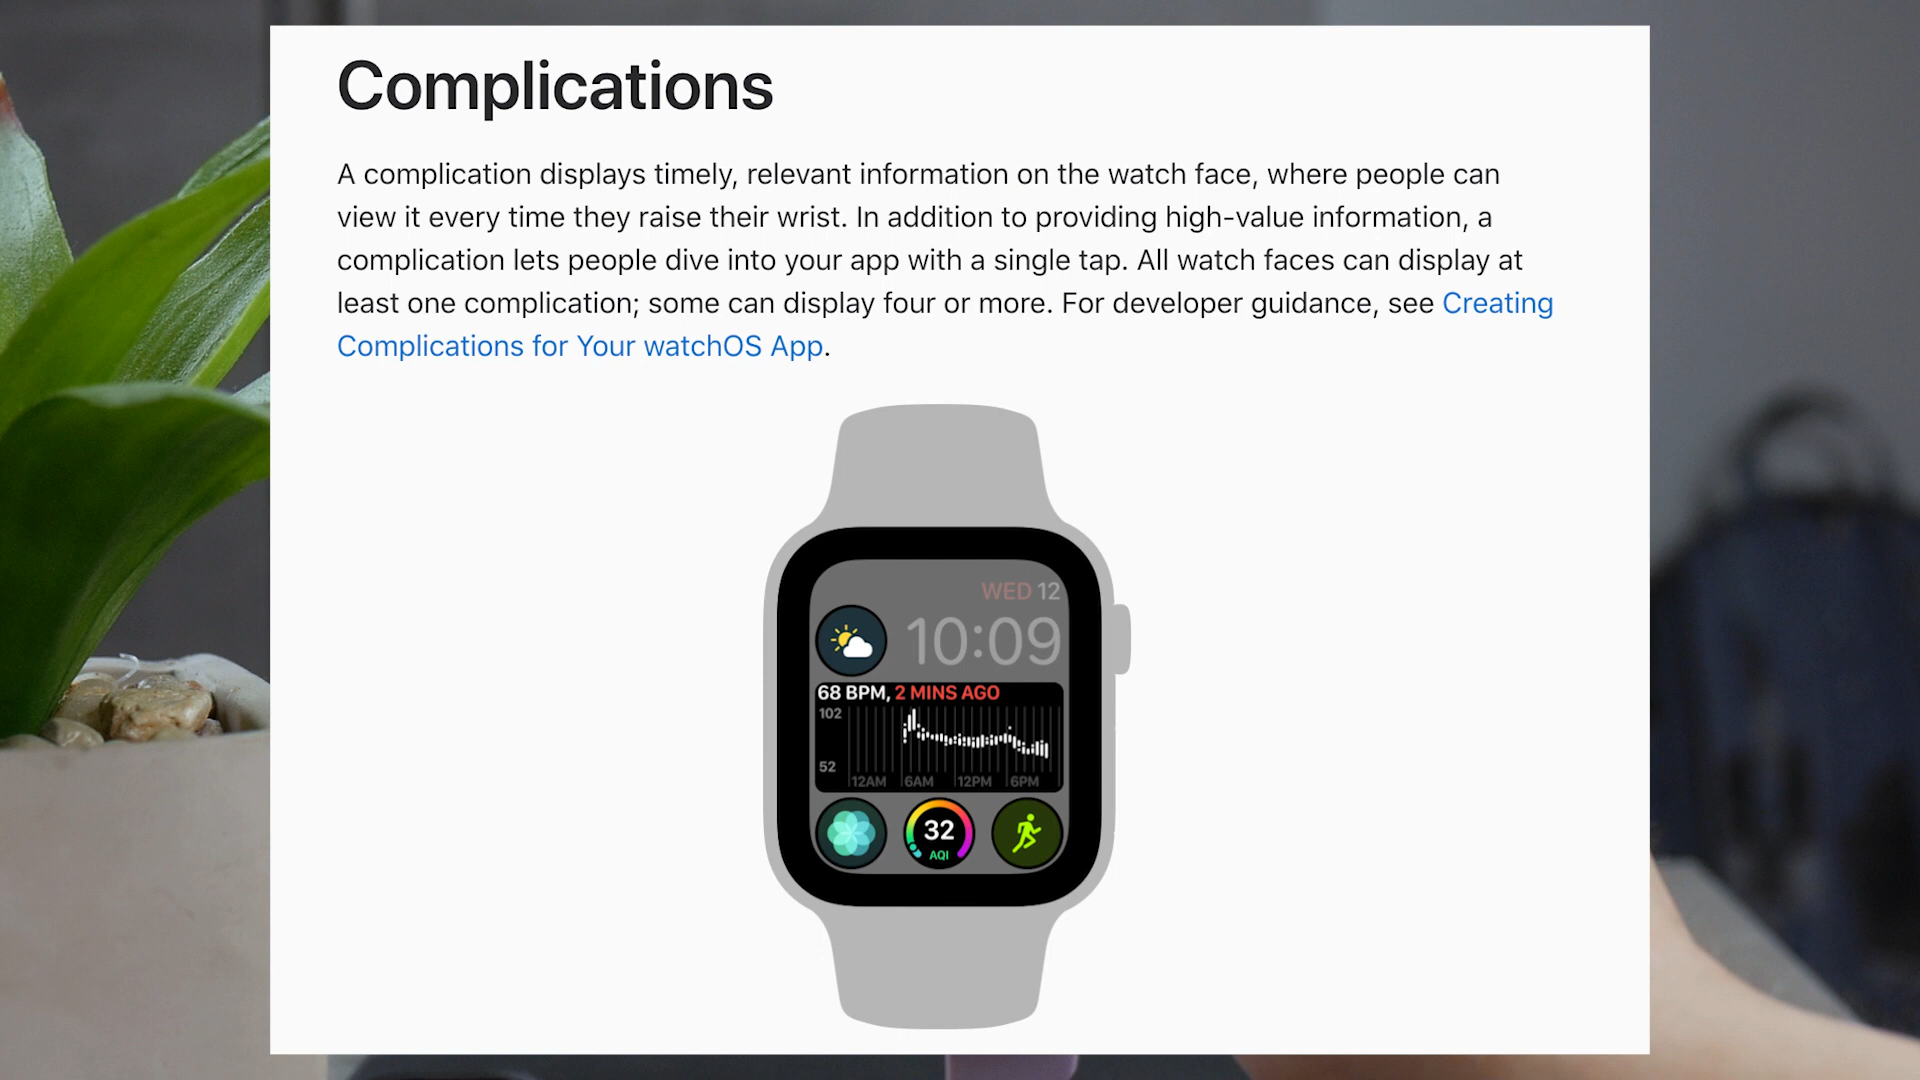 Complications
A complication displays timely, relevant information on the watch face, where people can
view it every time they raise their wrist. In addition to providing high-value information, a
complication lets people dive into your app with a single tap. All watch faces can display at
least one complication; some can display four or more. For developer guidance, see Creating
Complications for Your watchOS App.
WED 12
10:09
68 BPM, 2 MINS AGO
102
52
12AM 6AM 12PM 6PM
32
AQI